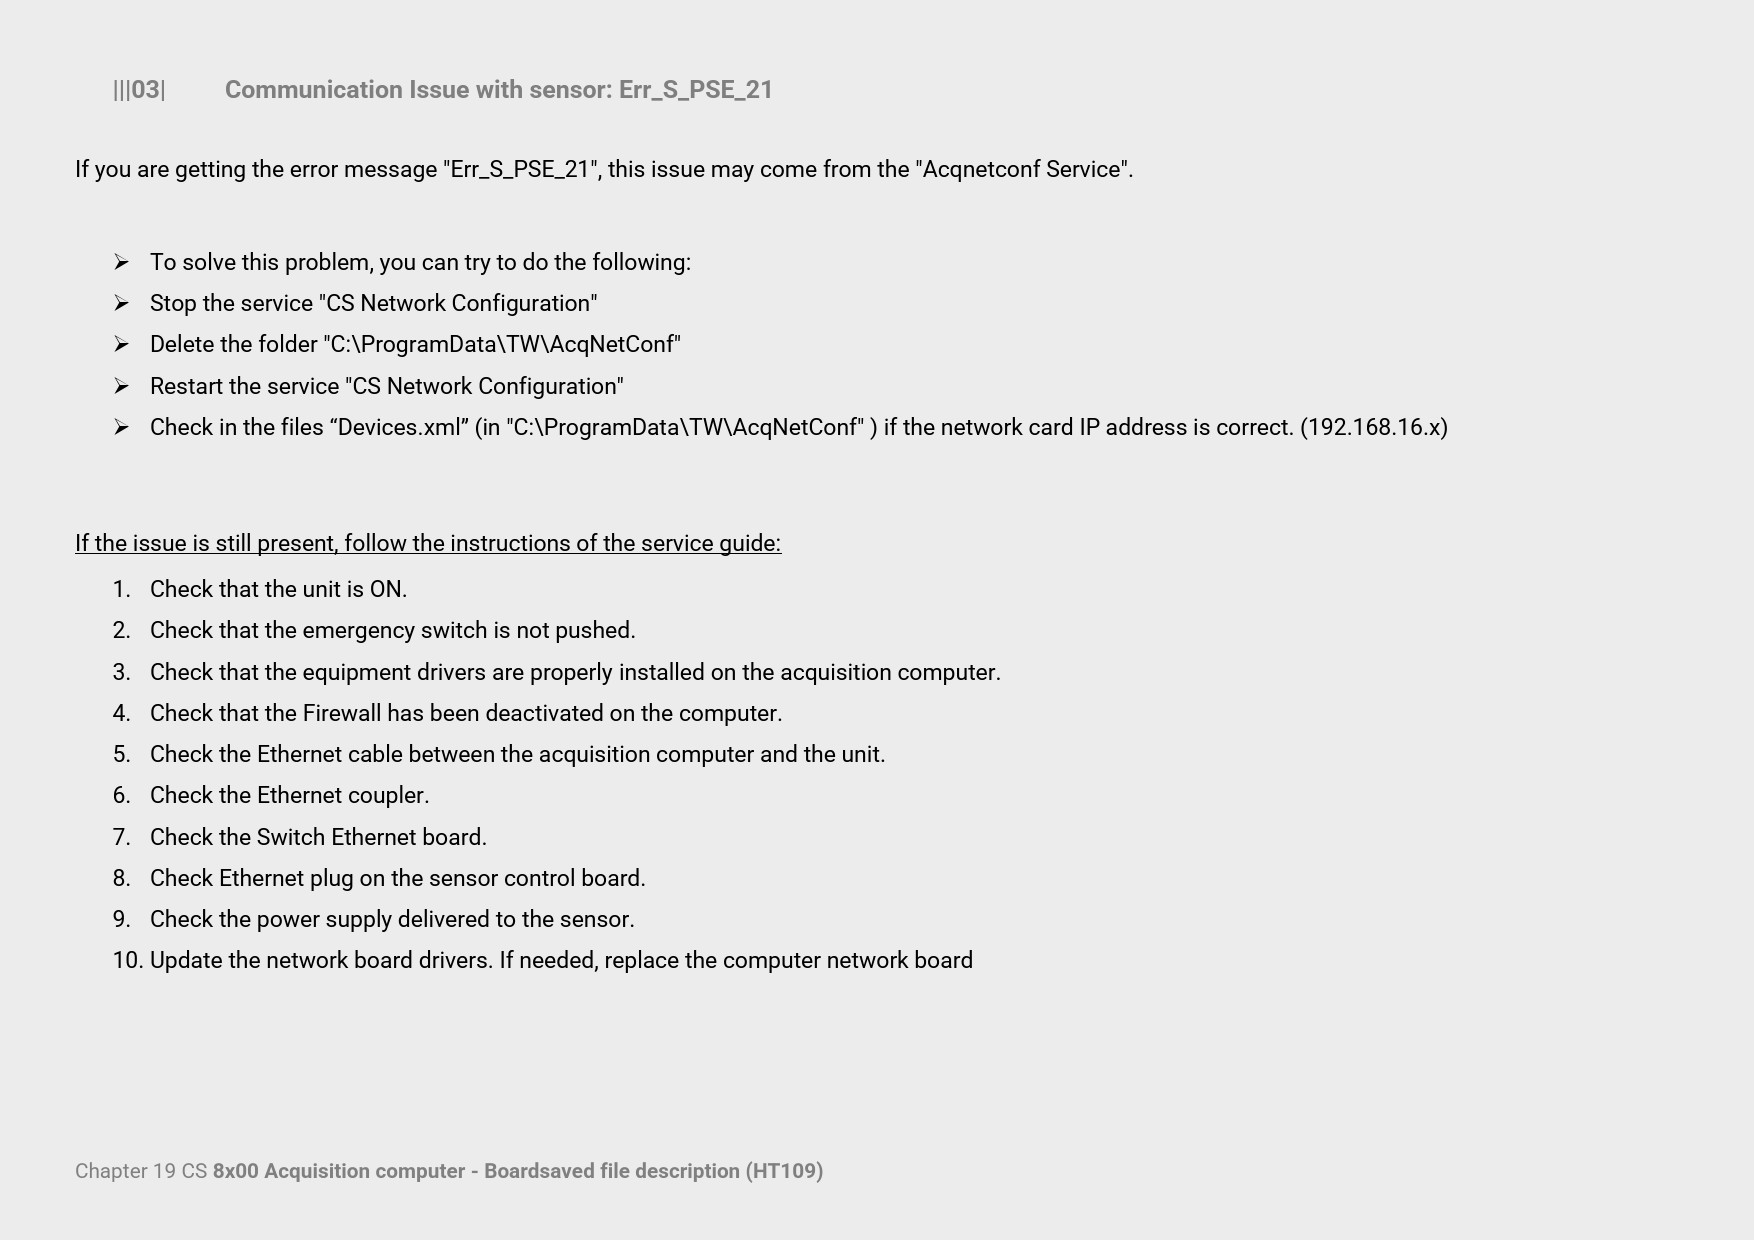 |||03| Communication Issue with sensor: Err_S_PSE_21
If you are getting the error message "Err_S_PSE_21", this issue may come from the "Acqnetconf Service".
➢ To solve this problem, you can try to do the following:
➢ Stop the service "CS Network Configuration"
➢ Delete the folder "C:\ProgramData\TW\AcqNetConf"
➢ Restart the service "CS Network Configuration"
➢ Check in the files “Devices.xml” (in "C:\ProgramData\TW\AcqNetConf" ) if the network card IP address is correct. (192.168.16.x)
If the issue is still present, follow the instructions of the service guide:
1. Check that the unit is ON.
2. Check that the emergency switch is not pushed.
3. Check that the equipment drivers are properly installed on the acquisition computer.
4. Check that the Firewall has been deactivated on the computer.
5. Check the Ethernet cable between the acquisition computer and the unit.
6. Check the Ethernet coupler.
7. Check the Switch Ethernet board.
8. Check Ethernet plug on the sensor control board.
9. Check the power supply delivered to the sensor.
10. Update the network board drivers. If needed, replace the computer network board
Chapter 19 CS 8x00 Acquisition computer - Boardsaved file description (HT109)